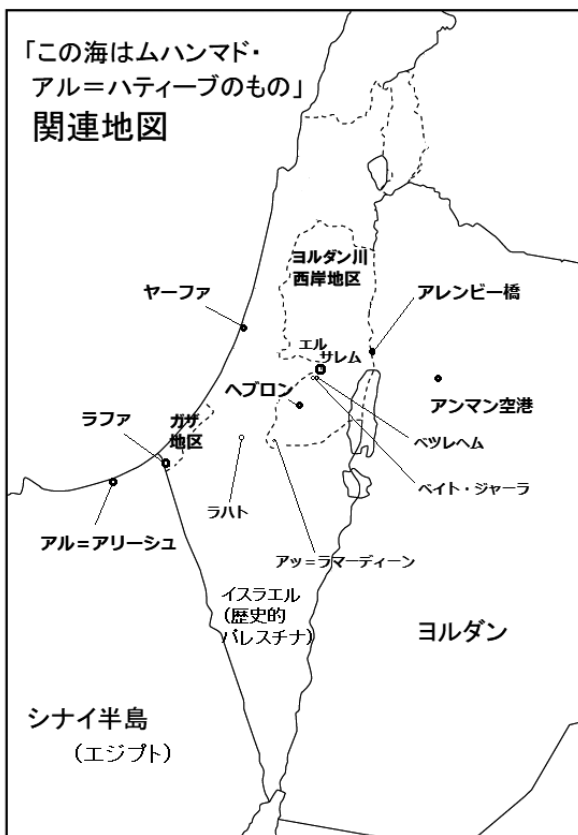 「この海はムハンマド・
アル＝ハティーブのもの」
関連地図
ヨルダン川
西岸地区
ヤーファ
アレンビー橋
エル
サレム
ヘブロン
アンマン空港
ガザ
地区
ラファ
ベツレヘム
ベイト・ジャーラ
ラハト
アル＝アリーシュ
アッ＝ラマーディーン
イスラエル
(歴史的
パレスチナ)
ヨルダン
シナイ半島
(エジプト)